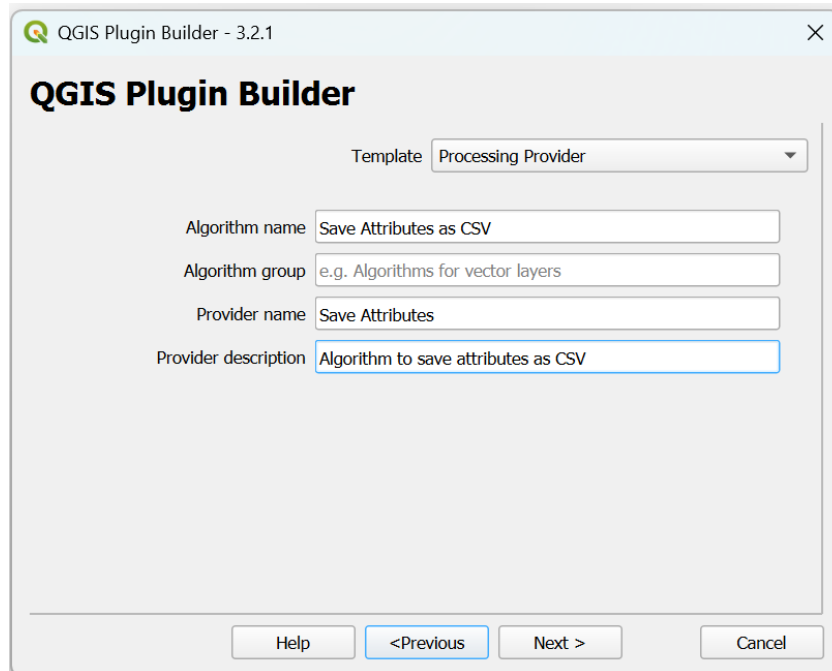 QGIS Plugin Builder - 3.2.1
QGIS Plugin Builder
Template Processing Provider
Algorithm name Save Attributes as CSV
Algorithm group e.g. Algorithms for vector layers
Provider name Save Attributes
Provider description Algorithm to save attributes as CSV
Help <Previous Next > Cancel